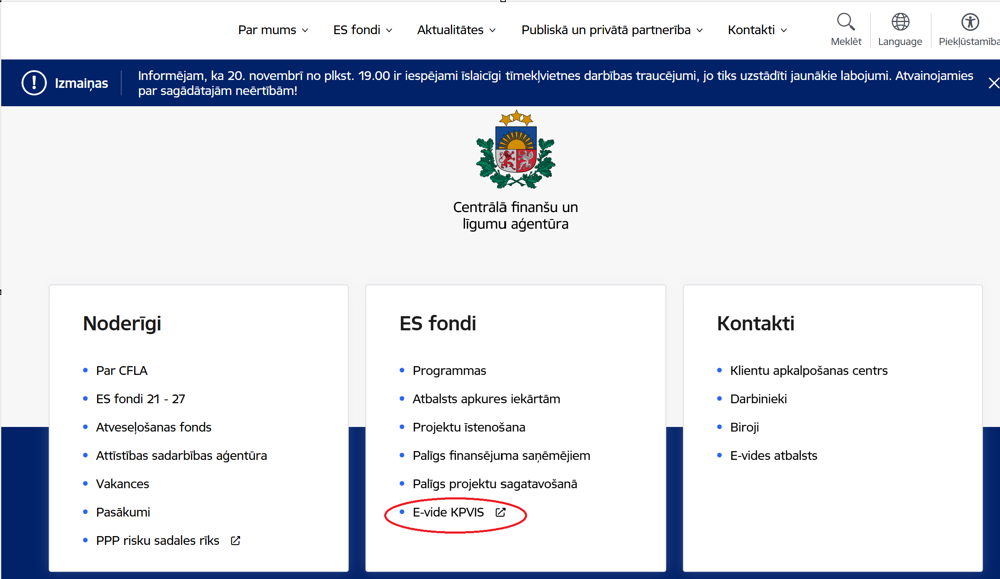 Par mums
ES fondi
Aktualitātes
Publiskā un privātā partnerība
Kontakti
Meklēt
Language
Piekļūstamība
Izmaiņas
Informējam, ka 20. novembrī no plkst. 19.00 ir iespējami īslaicīgi tīmekļvietnes darbības traucējumi, jo tiks uzstādīti jaunākie labojumi. Atvainojamies
par sagādātajām neērtībām!
Centrālā finanšu un
līgumu aģentūra
Noderīgi
Par CFLA
ES fondi 21 - 27
Atveseļošanas fonds
Attīstības sadarbības aģentūra
Vakances
Pasākumi
PPP risku sadales rīks
ES fondi
Programmas
Atbalsts apkures iekārtām
Projektu īstenošana
Palīgs finansējuma saņēmējiem
Palīgs projektu sagatavošanā
E-vide KPVIS
Kontakti
Klientu apkalpošanas centrs
Darbinieki
Biroji
E-vides atbalsts